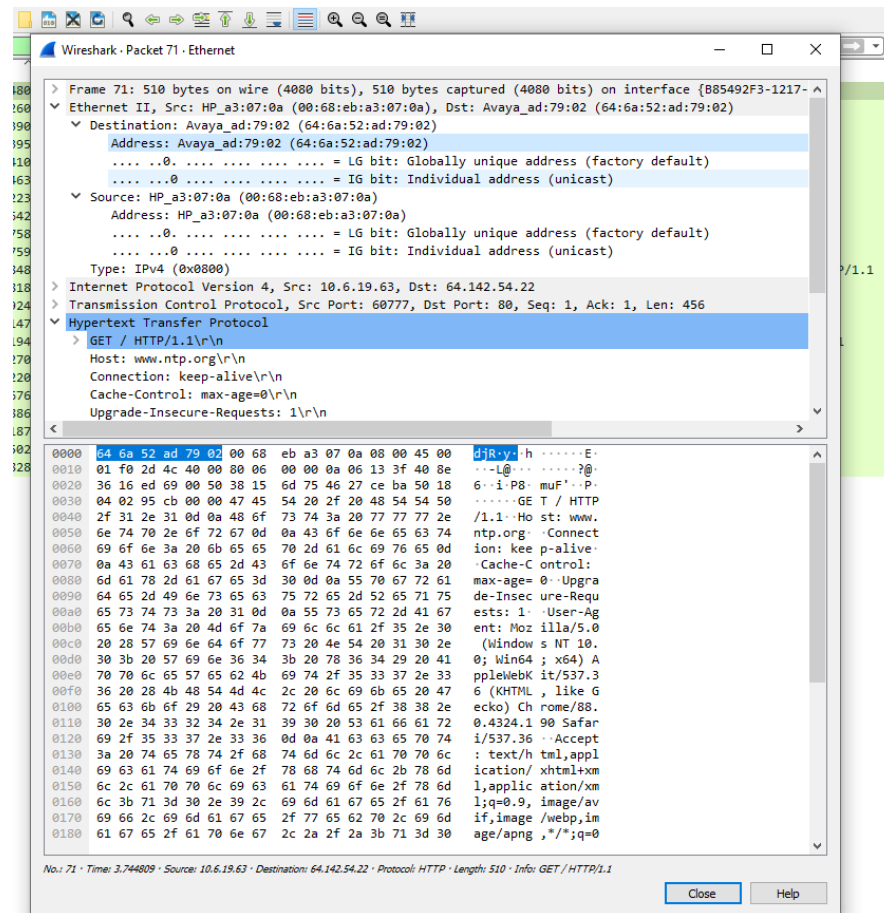 Wireshark · Packet 71 · Ethernet
480
260
390
395
410
463
223
542
758
759
348
P/1.1
318
924
147
194
270
220
576
386
187
502
328
> Frame 71: 510 bytes on wire (4080 bits), 510 bytes captured (4080 bits) on interface {B85492F3-1217-
Ethernet II, Src: HP_a3:07:0a (00:68:eb:a3:07:0a), Dst: Avaya_ad:79:02 (64:6a:52:ad:79:02)
Destination: Avaya_ad:79:02 (64:6a:52:ad:79:02)
Address: Avaya_ad:79:02 (64:6a:52:ad:79:02)
.... ..0. .... .... .... .... = LG bit: Globally unique address (factory default)
.... ...0 .... .... .... .... = IG bit: Individual address (unicast)
Source: HP_a3:07:0a (00:68:eb:a3:07:0a)
Address: HP_a3:07:0a (00:68:eb:a3:07:0a)
.... ..0. .... .... .... .... = LG bit: Globally unique address (factory default)
.... ...0 .... .... .... .... = IG bit: Individual address (unicast)
Type: IPv4 (0x0800)
> Internet Protocol Version 4, Src: 10.6.19.63, Dst: 64.142.54.22
> Transmission Control Protocol, Src Port: 60777, Dst Port: 80, Seq: 1, Ack: 1, Len: 456
Hypertext Transfer Protocol
> GET / HTTP/1.1\r\n
Host: www.ntp.org\r\n
Connection: keep-alive\r\n
Cache-Control: max-age=0\r\n
Upgrade-Insecure-Requests: 1\r\n
0000 64 6a 52 ad 79 02 00 68 eb a3 07 0a 08 00 45 00 djR·y··h ······E·
0010 01 f0 2d 4c 40 00 80 06 00 00 0a 06 13 3f 40 8e ··-L@··· ·····?@·
0020 36 16 ed 69 00 50 38 15 6d 75 46 27 ce ba 50 18 6··i·P8· muF'··P·
0030 04 02 95 cb 00 00 47 45 54 20 2f 20 48 54 54 50 ······GE T / HTTP
0040 2f 31 2e 31 0d 0a 48 6f 73 74 3a 20 77 77 77 2e /1.1··Ho st: www.
0050 6e 74 70 2e 6f 72 67 0d 0a 43 6f 6e 6e 65 63 74 ntp.org· ·Connect
0060 69 6f 6e 3a 20 6b 65 65 70 2d 61 6c 69 76 65 0d ion: kee p-alive·
0070 0a 43 61 63 68 65 2d 43 6f 6e 74 72 6f 6c 3a 20 ·Cache-C ontrol:
0080 6d 61 78 2d 61 67 65 3d 30 0d 0a 55 70 67 72 61 max-age= 0··Upgra
0090 64 65 2d 49 6e 73 65 63 75 72 65 2d 52 65 71 75 de-Insec ure-Requ
00a0 65 73 74 73 3a 20 31 0d 0a 55 73 65 72 2d 41 67 ests: 1· ·User-Ag
00b0 65 6e 74 3a 20 4d 6f 7a 69 6c 6c 61 2f 35 2e 30 ent: Moz illa/5.0
00c0 20 28 57 69 6e 64 6f 77 73 20 4e 54 20 31 30 2e (Window s NT 10.
00d0 30 3b 20 57 69 6e 36 34 3b 20 78 36 34 29 20 41 0; Win64 ; x64) A
00e0 70 70 6c 65 57 65 62 4b 69 74 2f 35 33 37 2e 33 ppleWebK it/537.3
00f0 36 20 28 4b 48 54 4d 4c 2c 20 6c 69 6b 65 20 47 6 (KHTML , like G
0100 65 63 6b 6f 29 20 43 68 72 6f 6d 65 2f 38 38 2e ecko) Ch rome/88.
0110 30 2e 34 33 32 34 2e 31 39 30 20 53 61 66 61 72 0.4324.1 90 Safar
0120 69 2f 35 33 37 2e 33 36 0d 0a 41 63 63 65 70 74 i/537.36 ··Accept
0130 3a 20 74 65 78 74 2f 68 74 6d 6c 2c 61 70 70 6c : text/h tml,appl
0140 69 63 61 74 69 6f 6e 2f 78 68 74 6d 6c 2b 78 6d ication/ xhtml+xm
0150 6c 2c 61 70 70 6c 69 63 61 74 69 6f 6e 2f 78 6d l,applic ation/xm
0160 6c 3b 71 3d 30 2e 39 2c 69 6d 61 67 65 2f 61 76 l;q=0.9, image/av
0170 69 66 2c 69 6d 61 67 65 2f 77 65 62 70 2c 69 6d if,image /webp,im
0180 61 67 65 2f 61 70 6e 67 2c 2a 2f 2a 3b 71 3d 30 age/apng ,*/*;q=0
No.: 71 · Time: 3.744809 · Source: 10.6.19.63 · Destination: 64.142.54.22 · Protocol: HTTP · Length: 510 · Info: GET / HTTP/1.1
Close Help